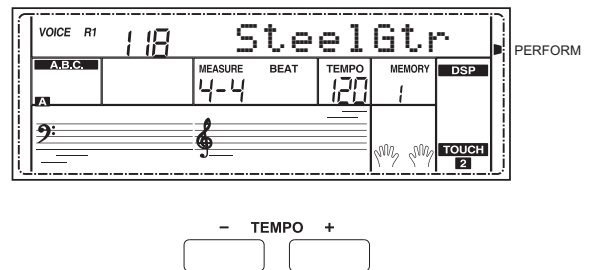 VOICE R1 118 SteelGtr
PERFORM
A.B.C. MEASURE BEAT TEMPO MEMORY DSP
4-4 120 1
A
TOUCH
2
- TEMPO +